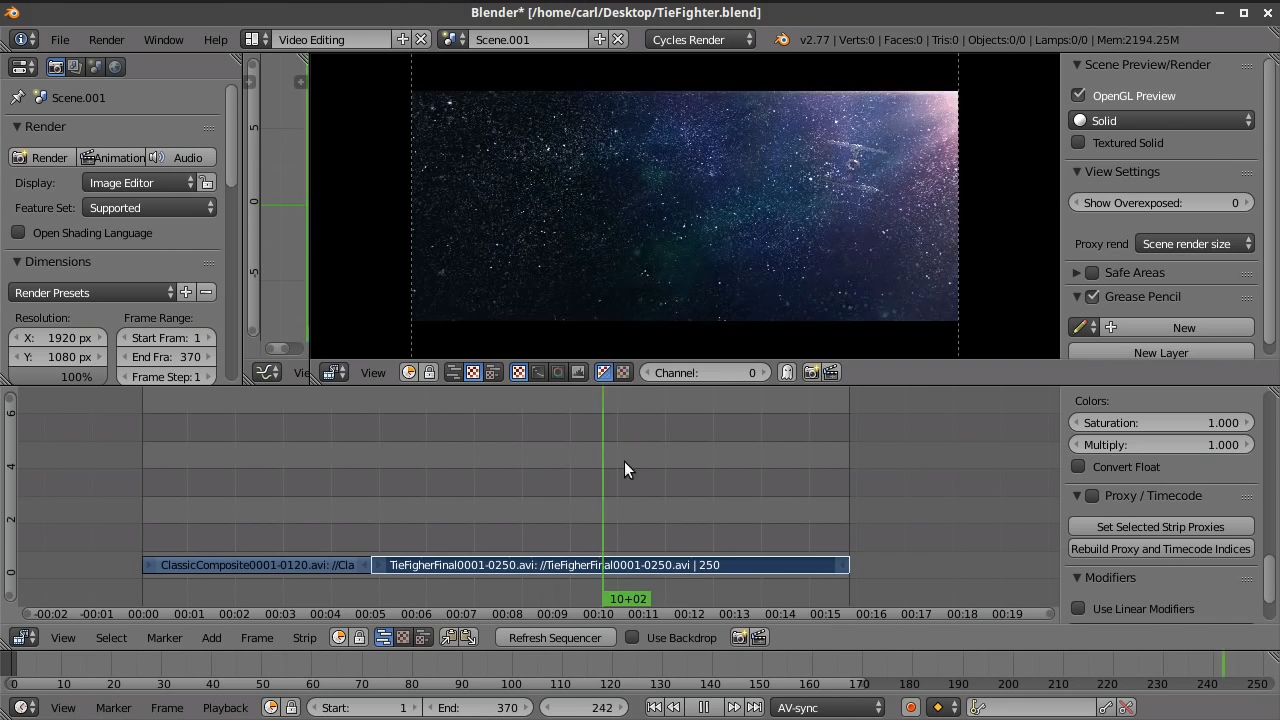 Blender* [/home/carl/Desktop/TieFighter.blend]
File Render Window Help Video Editing Scene.001 Cycles Render v2.77 | Verts:0 | Faces:0 | Tris:0 | Objects:0/0 | Lamps:0/0 | Mem:2194.25M
Scene.001
Render
Render Animation Audio
Display: Image Editor
Feature Set: Supported
Open Shading Language
Dimensions
Render Presets
Resolution: Frame Range:
X: 1920 px Start Fram: 1
Y: 1080 px End Fra: 370
100% Frame Step: 1
5
0
-5
Vie
View Channel: 0
Scene Preview/Render
OpenGL Preview
Solid
Textured Solid
View Settings
Show Overexposed: 0
Proxy rend Scene render size
Safe Areas
Grease Pencil
New
New Layer
6
4
2
0
ClassicComposite0001-0120.avi: //Cla TieFigherFinal0001-0250.avi: //TieFigherFinal0001-0250.avi | 250
10+02
-00:02 -00:01 00:00 00:01 00:02 00:03 00:04 00:05 00:06 00:07 00:08 00:09 00:10 00:11 00:12 00:13 00:14 00:15 00:16 00:17 00:18 00:19
View Select Marker Add Frame Strip Refresh Sequencer Use Backdrop
Colors:
Saturation: 1.000
Multiply: 1.000
Convert Float
Proxy / Timecode
Set Selected Strip Proxies
Rebuild Proxy and Timecode Indices
Modifiers
Use Linear Modifiers
0 10 20 30 40 50 60 70 80 90 100 110 120 130 140 150 160 170 180 190 200 210 220 230 240 250
View Marker Frame Playback Start: 1 End: 370 242 AV-sync